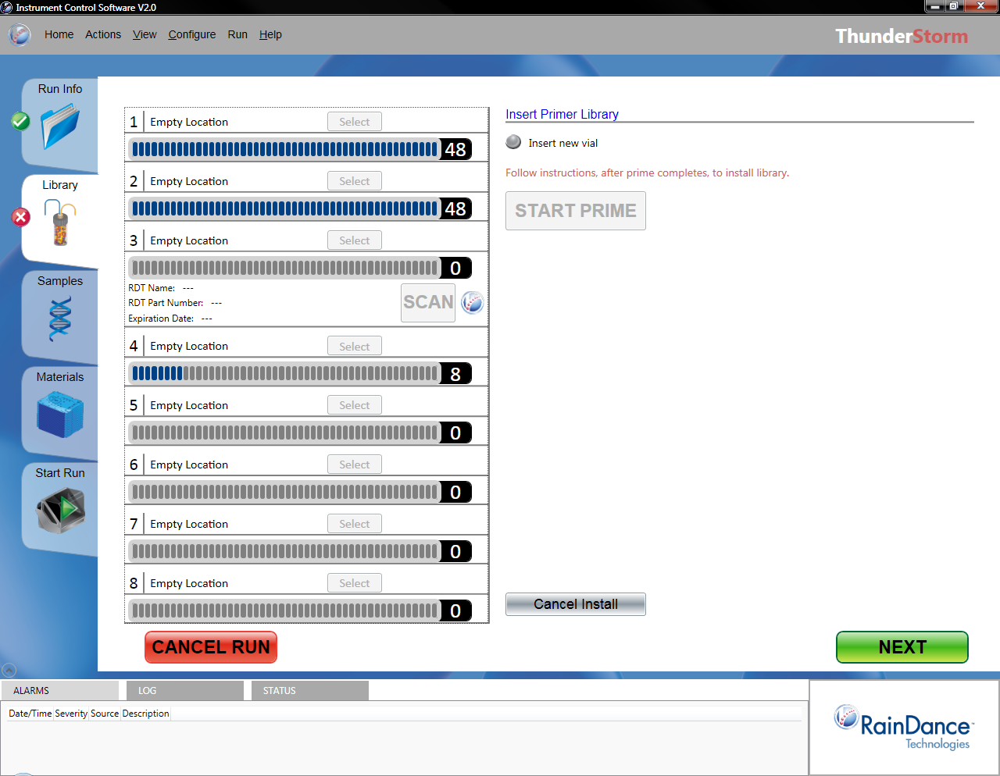 Instrument Control Software V2.0
Home Actions View Configure Run Help
ThunderStorm
Run Info
Library
Samples
Materials
Start Run
1 Empty Location Select
48
2 Empty Location Select
48
3 Empty Location Select
0
RDT Name: ---
RDT Part Number: ---
Expiration Date: ---
SCAN
4 Empty Location Select
8
5 Empty Location Select
0
6 Empty Location Select
0
7 Empty Location Select
0
8 Empty Location Select
0
Insert Primer Library
Insert new vial
Follow instructions, after prime completes, to install library.
START PRIME
Cancel Install
CANCEL RUN
NEXT
ALARMS LOG STATUS
Date/Time Severity Source Description
RainDance™
Technologies